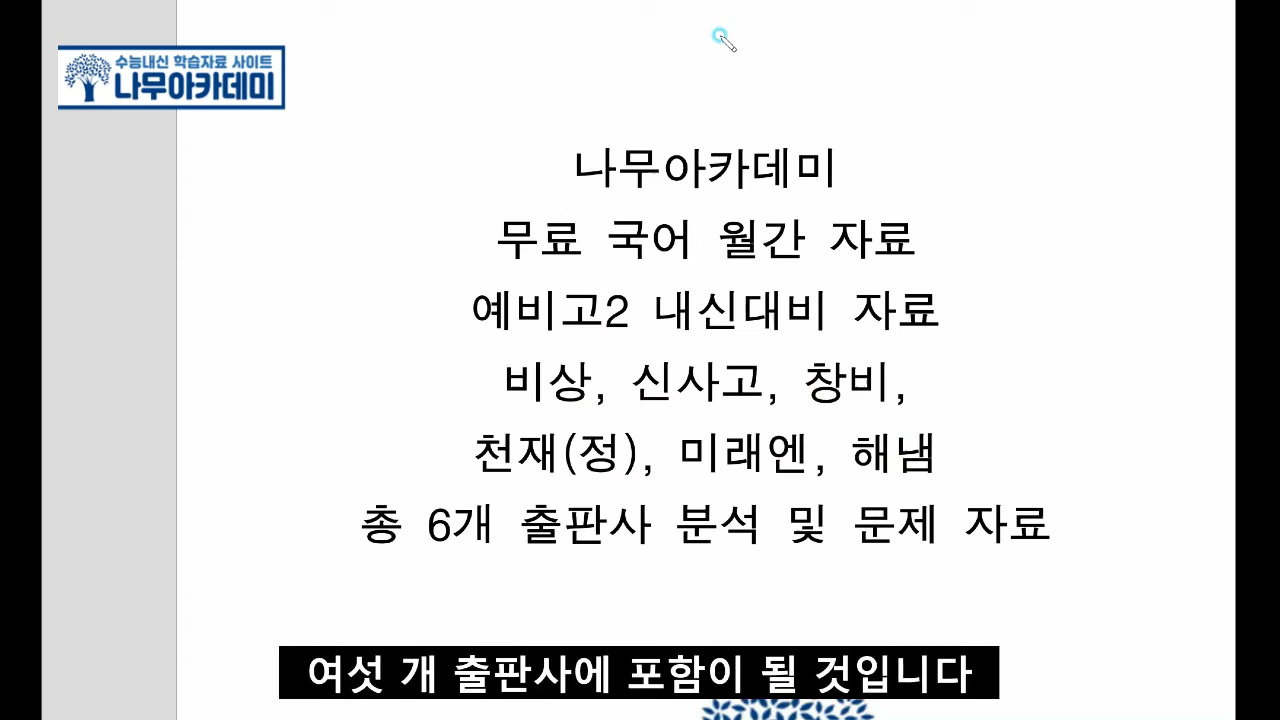 수능내신 학습자료 사이트
나무아카데미
나무아카데미
무료 국어 월간 자료
예비고2 내신대비 자료
비상, 신사고, 창비,
천재(정), 미래엔, 해냄
총 6개 출판사 분석 및 문제 자료
여섯 개 출판사에 포함이 될 것입니다